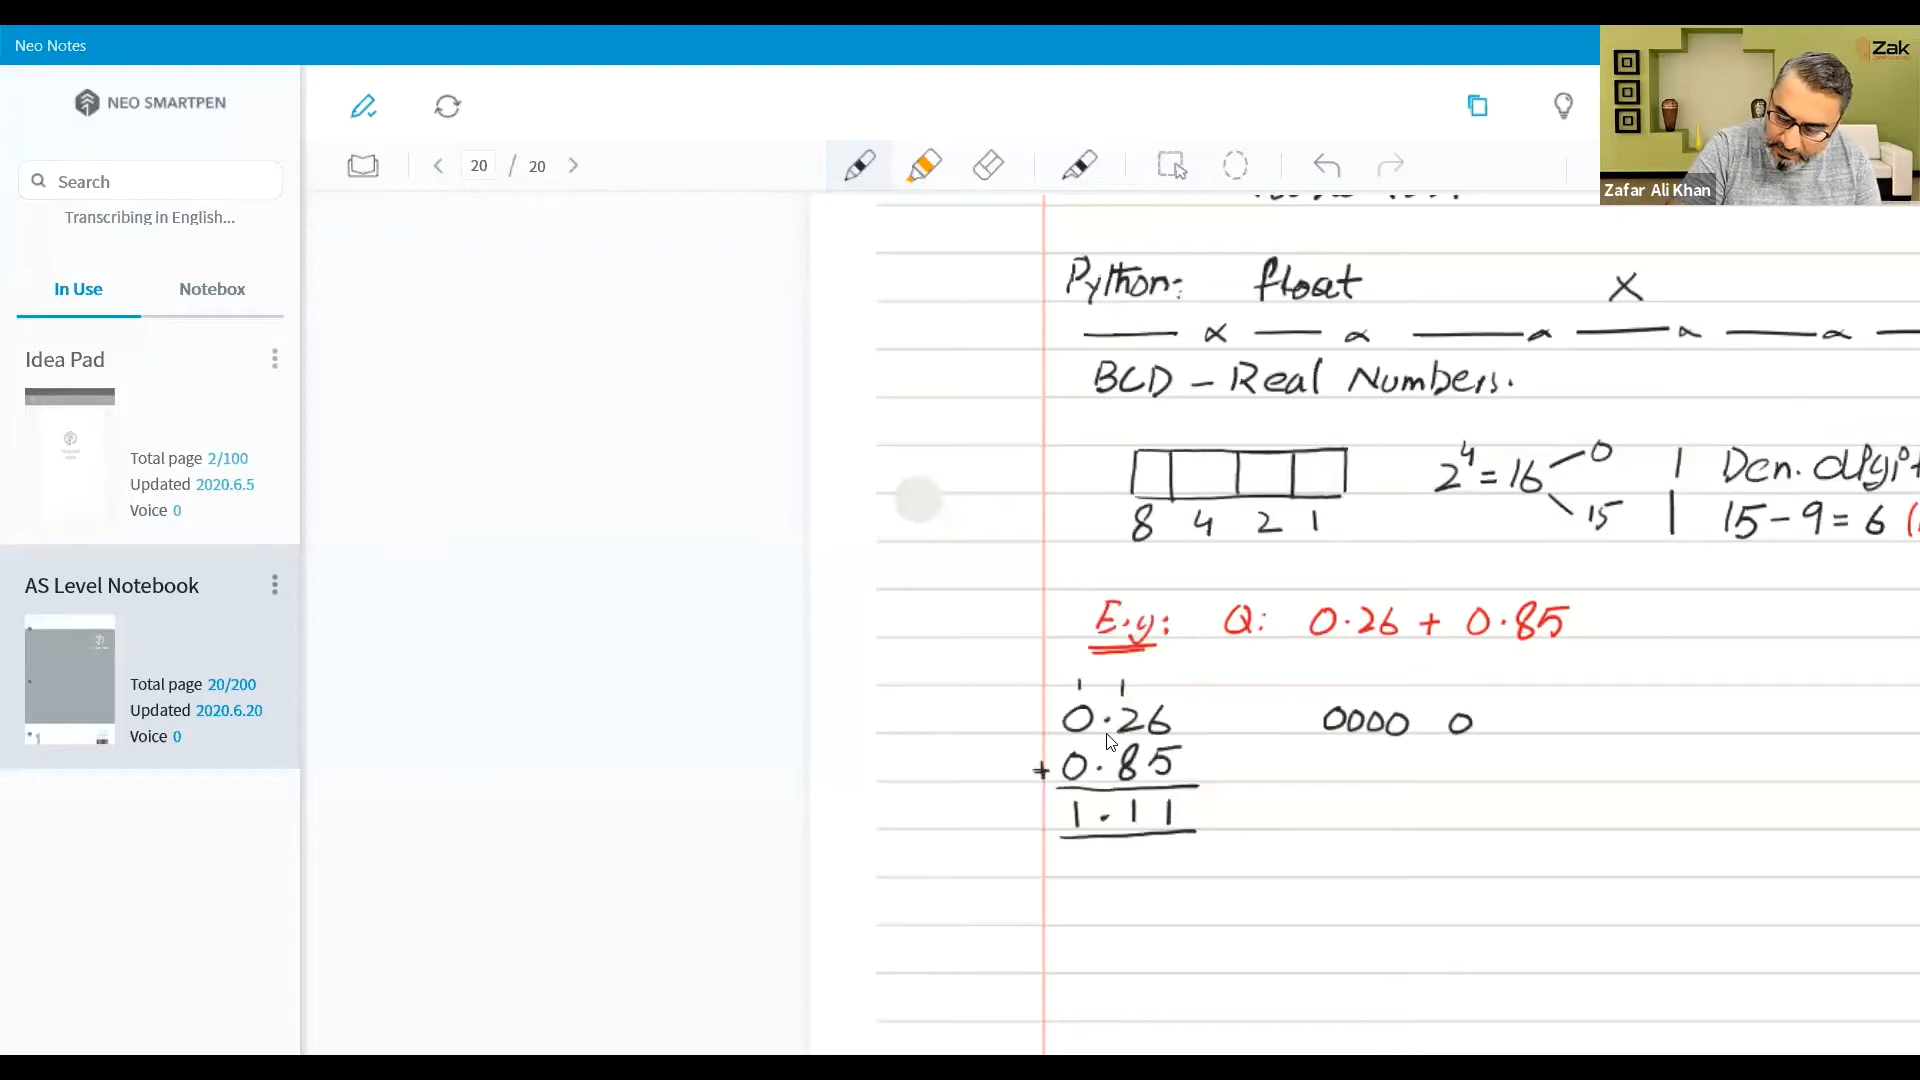 Neo Notes
Zak
NEO SMARTPEN
20 / 20
Search
Zafar Ali Khan
Transcribing in English...
In Use Notebox
Python: float X
BCD - Real Numbers.
Idea Pad
2⁴ = 16 0 15
Den. digit
8 4 2 1
15 - 9 = 6
Total page 2/100
Updated 2020.6.5
Voice 0
AS Level Notebook
E.g: Q: 0.26 + 0.85
Total page 20/200
Updated 2020.6.20
Voice 0
1 1
0.26 0000 0
+ 0.85
1.11